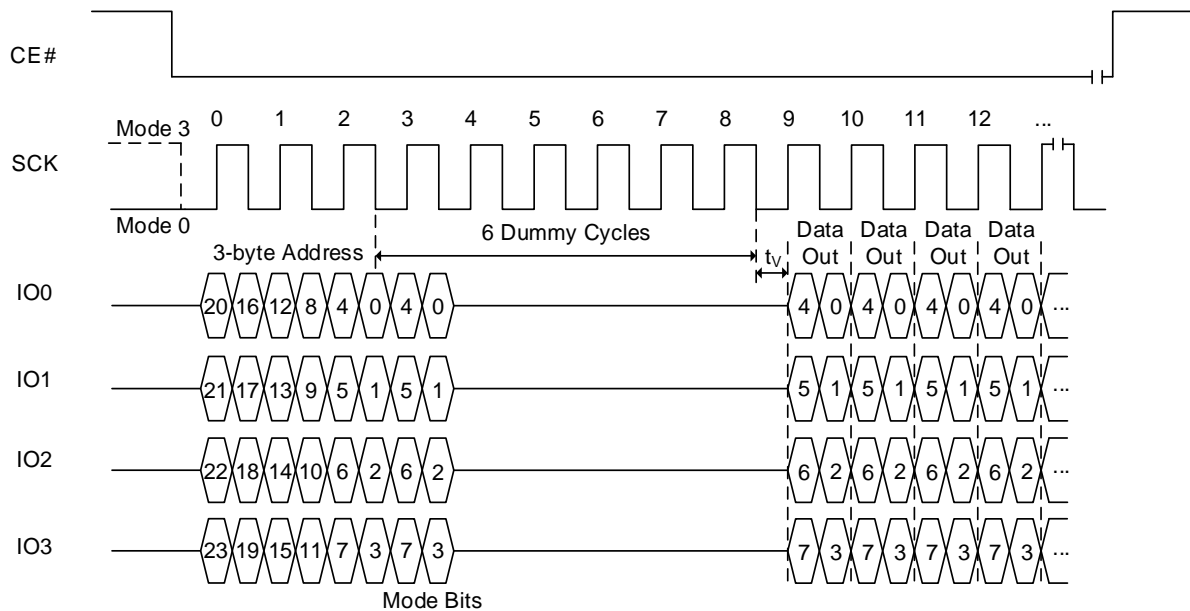 CE#
Mode 3 0 1 2 3 4 5 6 7 8 9 10 11 12 ...
SCK
Mode 0
3-byte Address 6 Dummy Cycles tV Data Out Data Out Data Out Data Out
IO0 20 16 12 8 4 0 4 0 4 0 4 0 4 0 4 0 ...
IO1 21 17 13 9 5 1 5 1 5 1 5 1 5 1 5 1 ...
IO2 22 18 14 10 6 2 6 2 6 2 6 2 6 2 6 2 ...
IO3 23 19 15 11 7 3 7 3 7 3 7 3 7 3 7 3 ...
Mode Bits